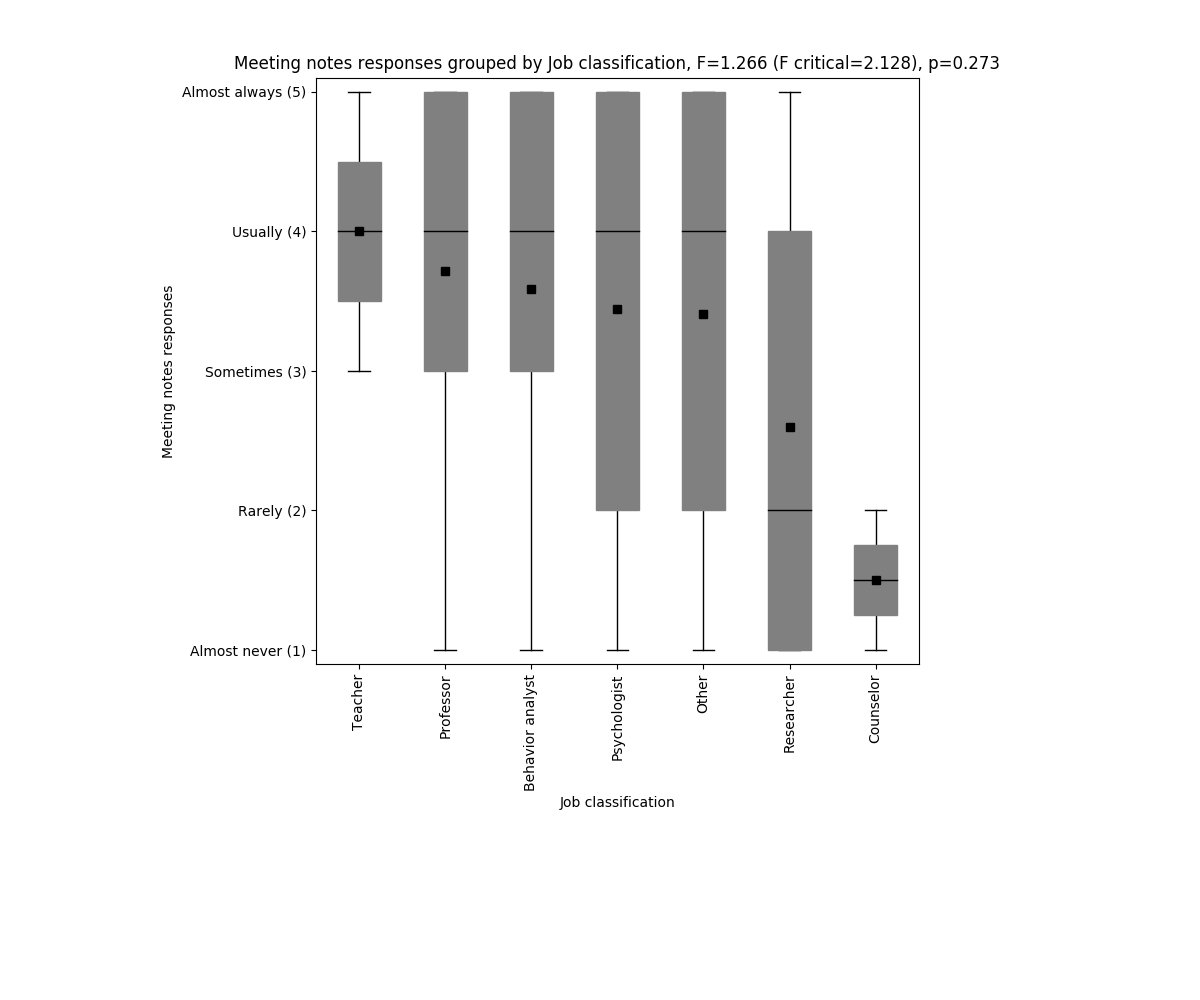 Meeting notes responses grouped by Job classification, F=1.266 (F critical=2.128), p=0.273
Almost always (5)
Usually (4)
Sometimes (3)
Rarely (2)
Almost never (1)
Meeting notes responses
Teacher
Professor
Behavior analyst
Psychologist
Other
Researcher
Counselor
Job classification